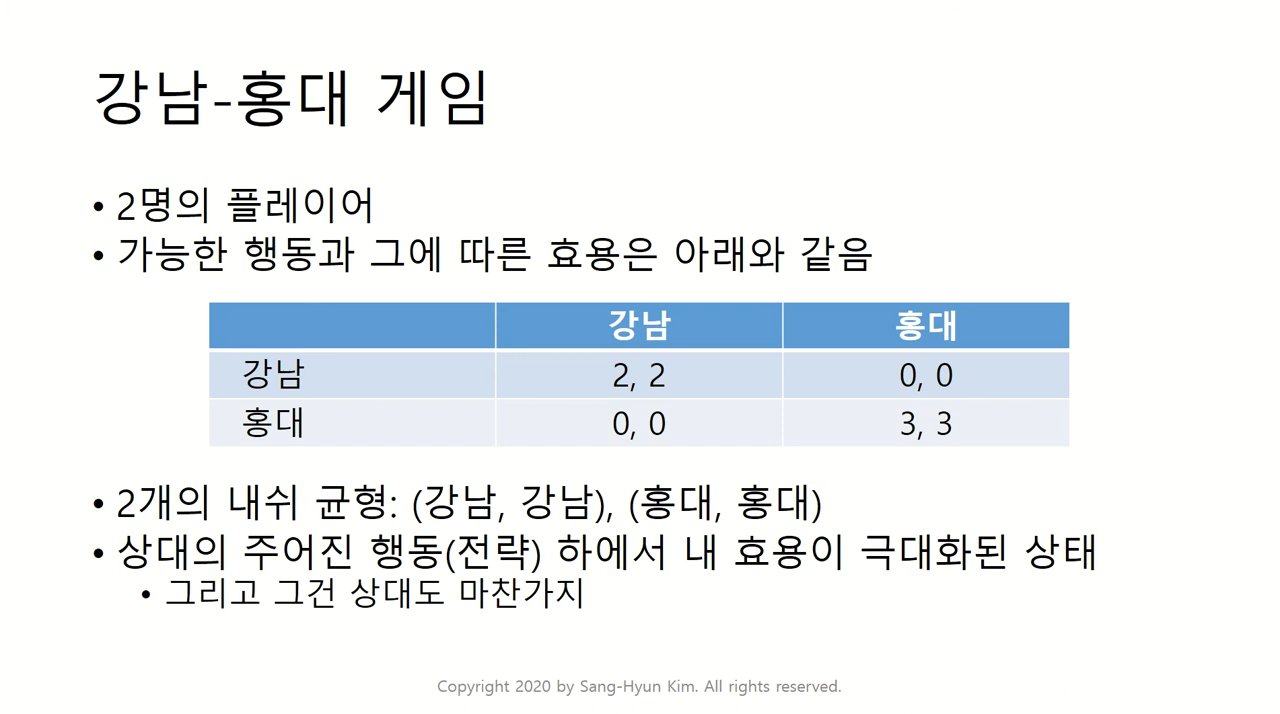 강남-홍대 게임
• 2명의 플레이어
• 가능한 행동과 그에 따른 효용은 아래와 같음
강남 홍대
강남 2, 2 0, 0
홍대 0, 0 3, 3
• 2개의 내쉬 균형: (강남, 강남), (홍대, 홍대)
• 상대의 주어진 행동(전략) 하에서 내 효용이 극대화된 상태
• 그리고 그건 상대도 마찬가지
Copyright 2020 by Sang-Hyun Kim. All rights reserved.